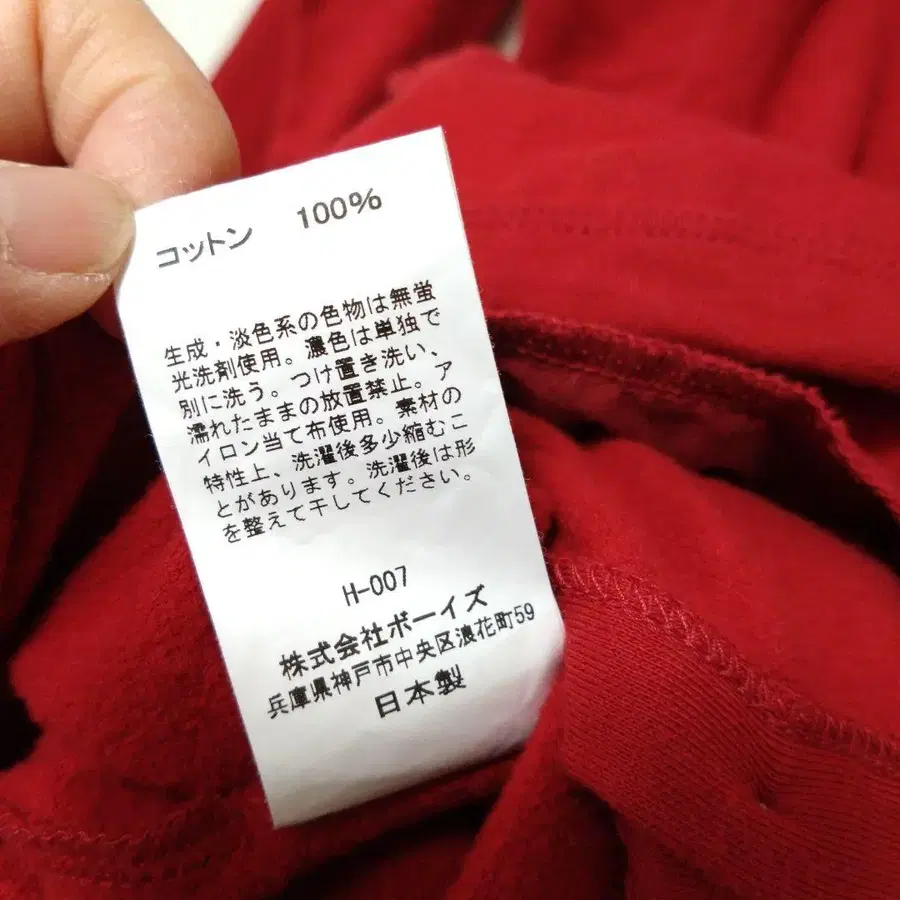 コットン 100%
生成・淡色系の色物は無蛍
光洗剤使用。濃色は単独で
別に洗う。つけ置き洗い、
濡れたままの放置禁止。ア
イロン当て布使用。素材の
特性上、洗濯後多少縮むこ
とがあります。洗濯後は形
を整えて干してください。
H-007
株式会社ボーイズ
兵庫県神戸市中央区浪花町59
日本製